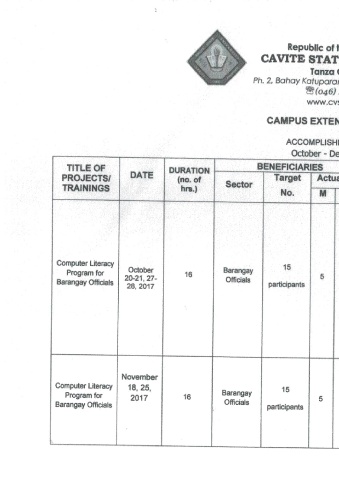 Republic of t
CAVITE STAT
Tanza
Ph. 2, Bahay Katuparan
☏(046)
www.cvs
CAMPUS EXTEN
ACCOMPLISH
October - De
TITLE OF PROJECTS/ TRAININGS
DATE
DURATION (no. of hrs.)
BENEFICIARIES
Sector
Target No.
Actua
M
Computer Literacy
Program for
Barangay Officials
October
20-21, 27-
28, 2017
16
Barangay
Officials
15
participants
5
Computer Literacy
Program for
Barangay Officials
November
18, 25,
2017
16
Barangay
Officials
15
participants
5